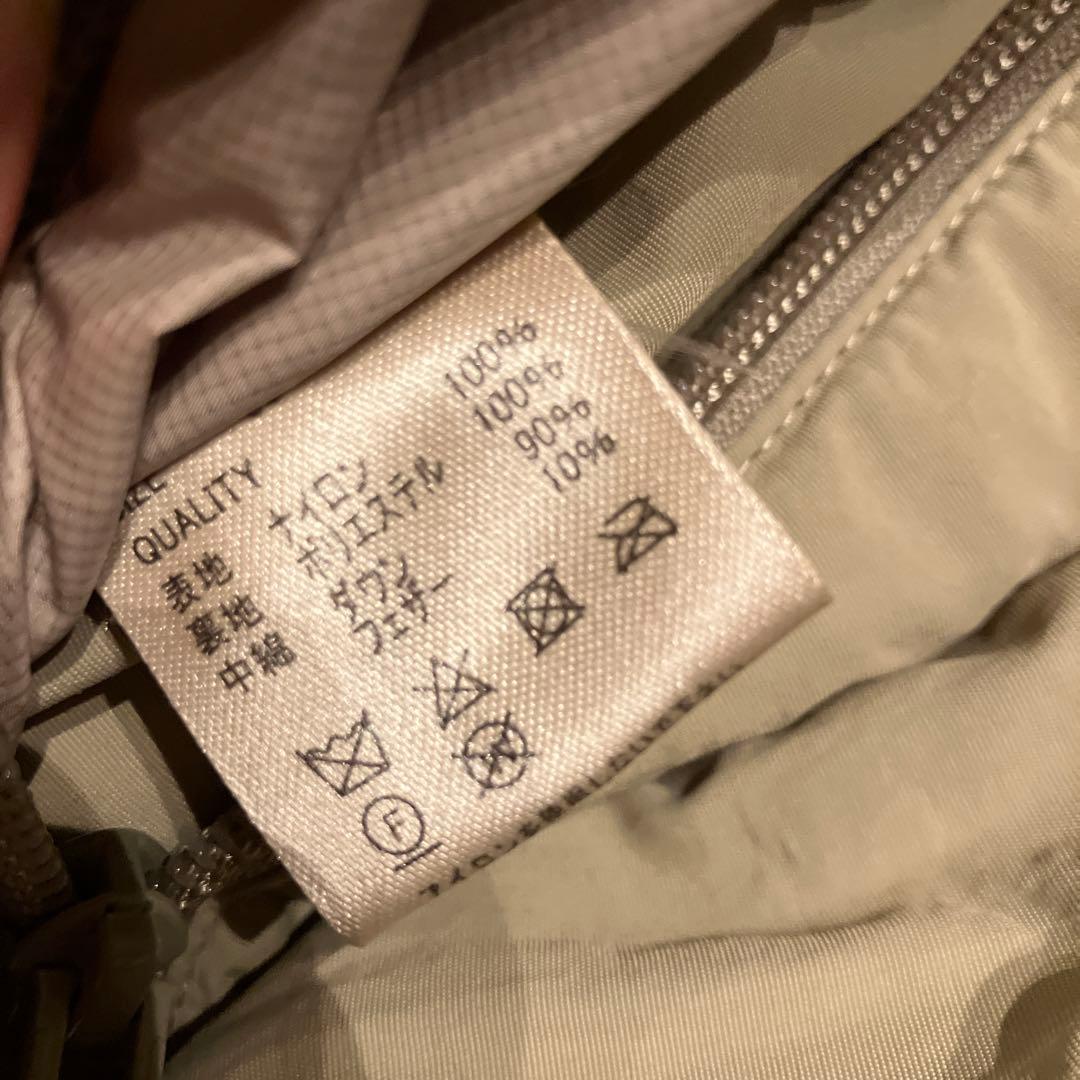 QUALITY
表地 ナイロン 100%
裏地 ポリエステル 100%
中綿 ダウン 90%
フェザー 10%
F